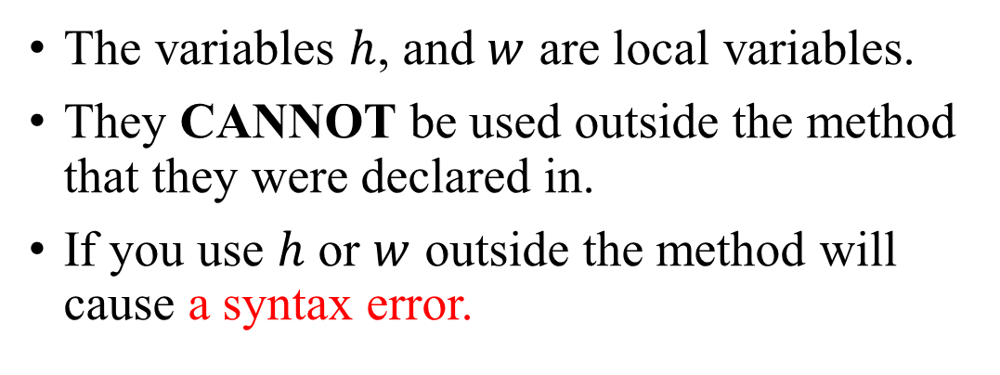 • The variables h, and w are local variables.
• They CANNOT be used outside the method
that they were declared in.
• If you use h or w outside the method will
cause a syntax error.